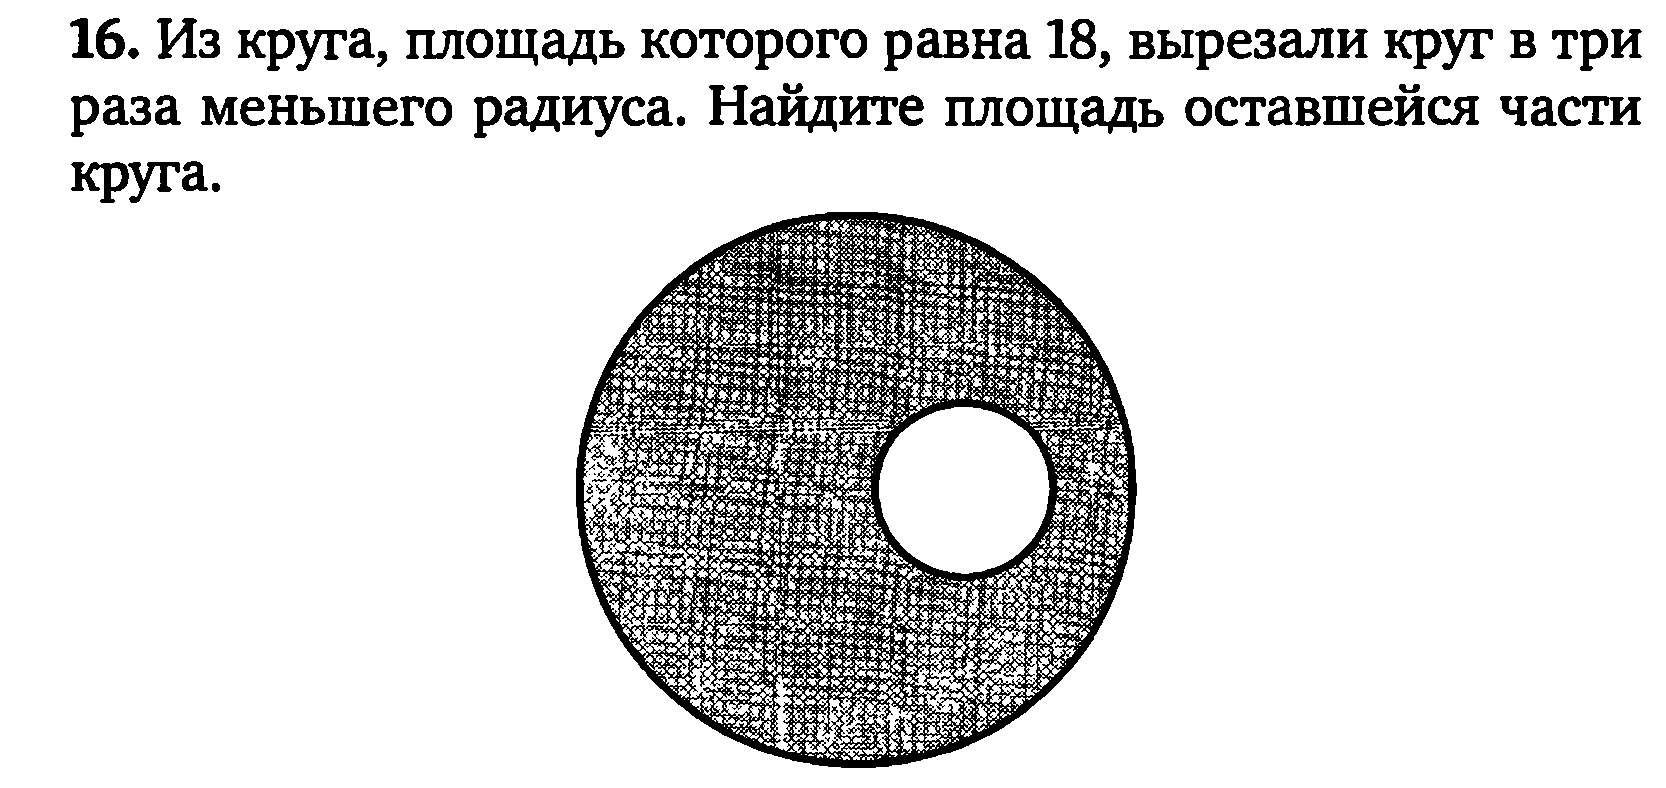 16. Из круга, площадь которого равна 18, вырезали круг в три
раза меньшего радиуса. Найдите площадь оставшейся части
круга.